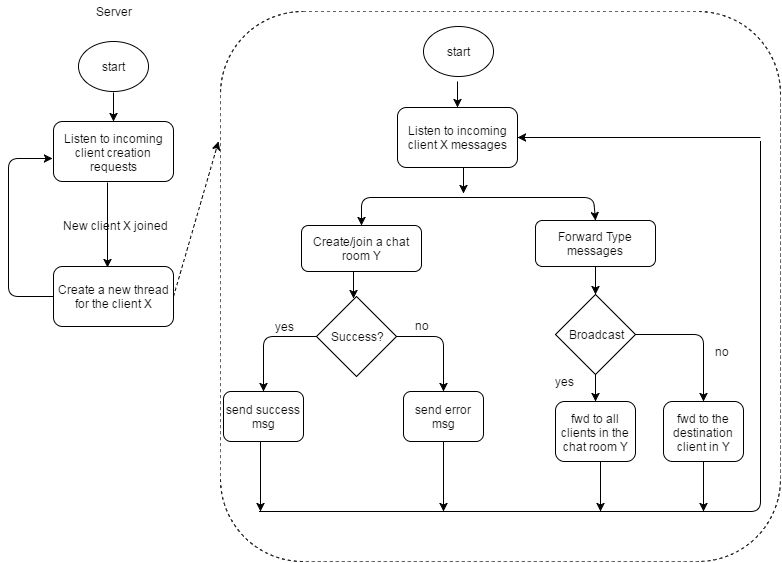 Server
start
Listen to incoming
client creation
requests
New client X joined
Create a new thread
for the client X
start
Listen to incoming
client X messages
Create/join a chat
room Y
Forward Type
messages
Success?
yes
no
Broadcast
yes
no
send success
msg
send error
msg
fwd to all
clients in the
chat room Y
fwd to the
destination
client in Y